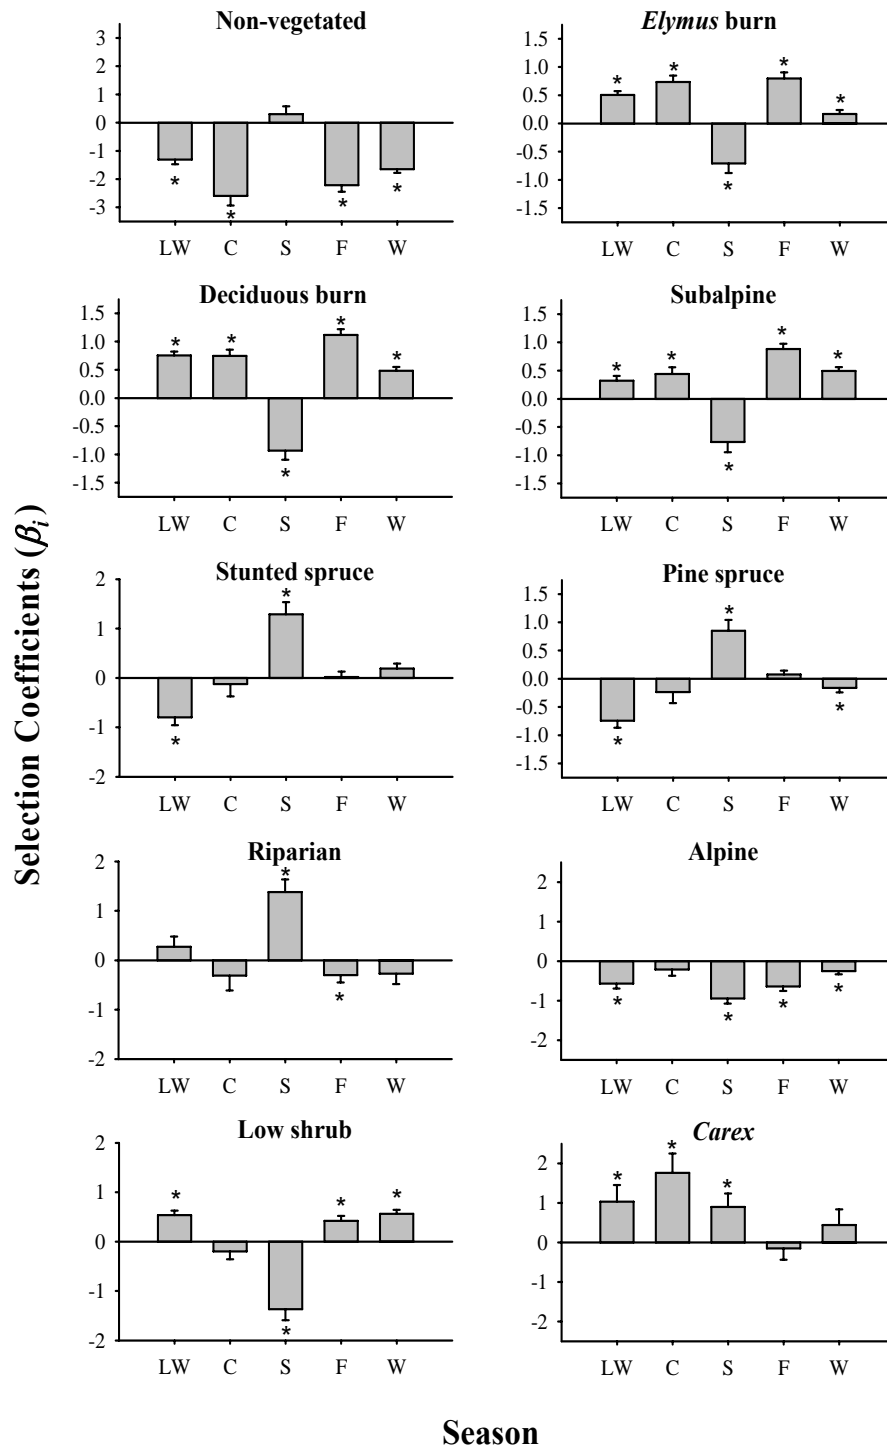 Non-vegetated
3
2
1
0
-1
-2
-3
* * * *
LW C S F W
Elymus burn
1.5
1.0
0.5
0.0
-0.5
-1.0
-1.5
* * * * *
LW C S F W
Deciduous burn
1.5
1.0
0.5
0.0
-0.5
-1.0
-1.5
* * * * *
LW C S F W
Subalpine
1.5
1.0
0.5
0.0
-0.5
-1.0
-1.5
* * * * *
LW C S F W
Stunted spruce
2
1
0
-1
-2
* *
LW C S F W
Pine spruce
1.5
1.0
0.5
0.0
-0.5
-1.0
-1.5
* * *
LW C S F W
Riparian
2
1
0
-1
-2
* *
LW C S F W
Alpine
2
1
0
-1
-2
* * * *
LW C S F W
Low shrub
2
1
0
-1
-2
* * * *
LW C S F W
Carex
2
1
0
-1
-2
* * *
LW C S F W
Selection Coefficients (βi)
Season